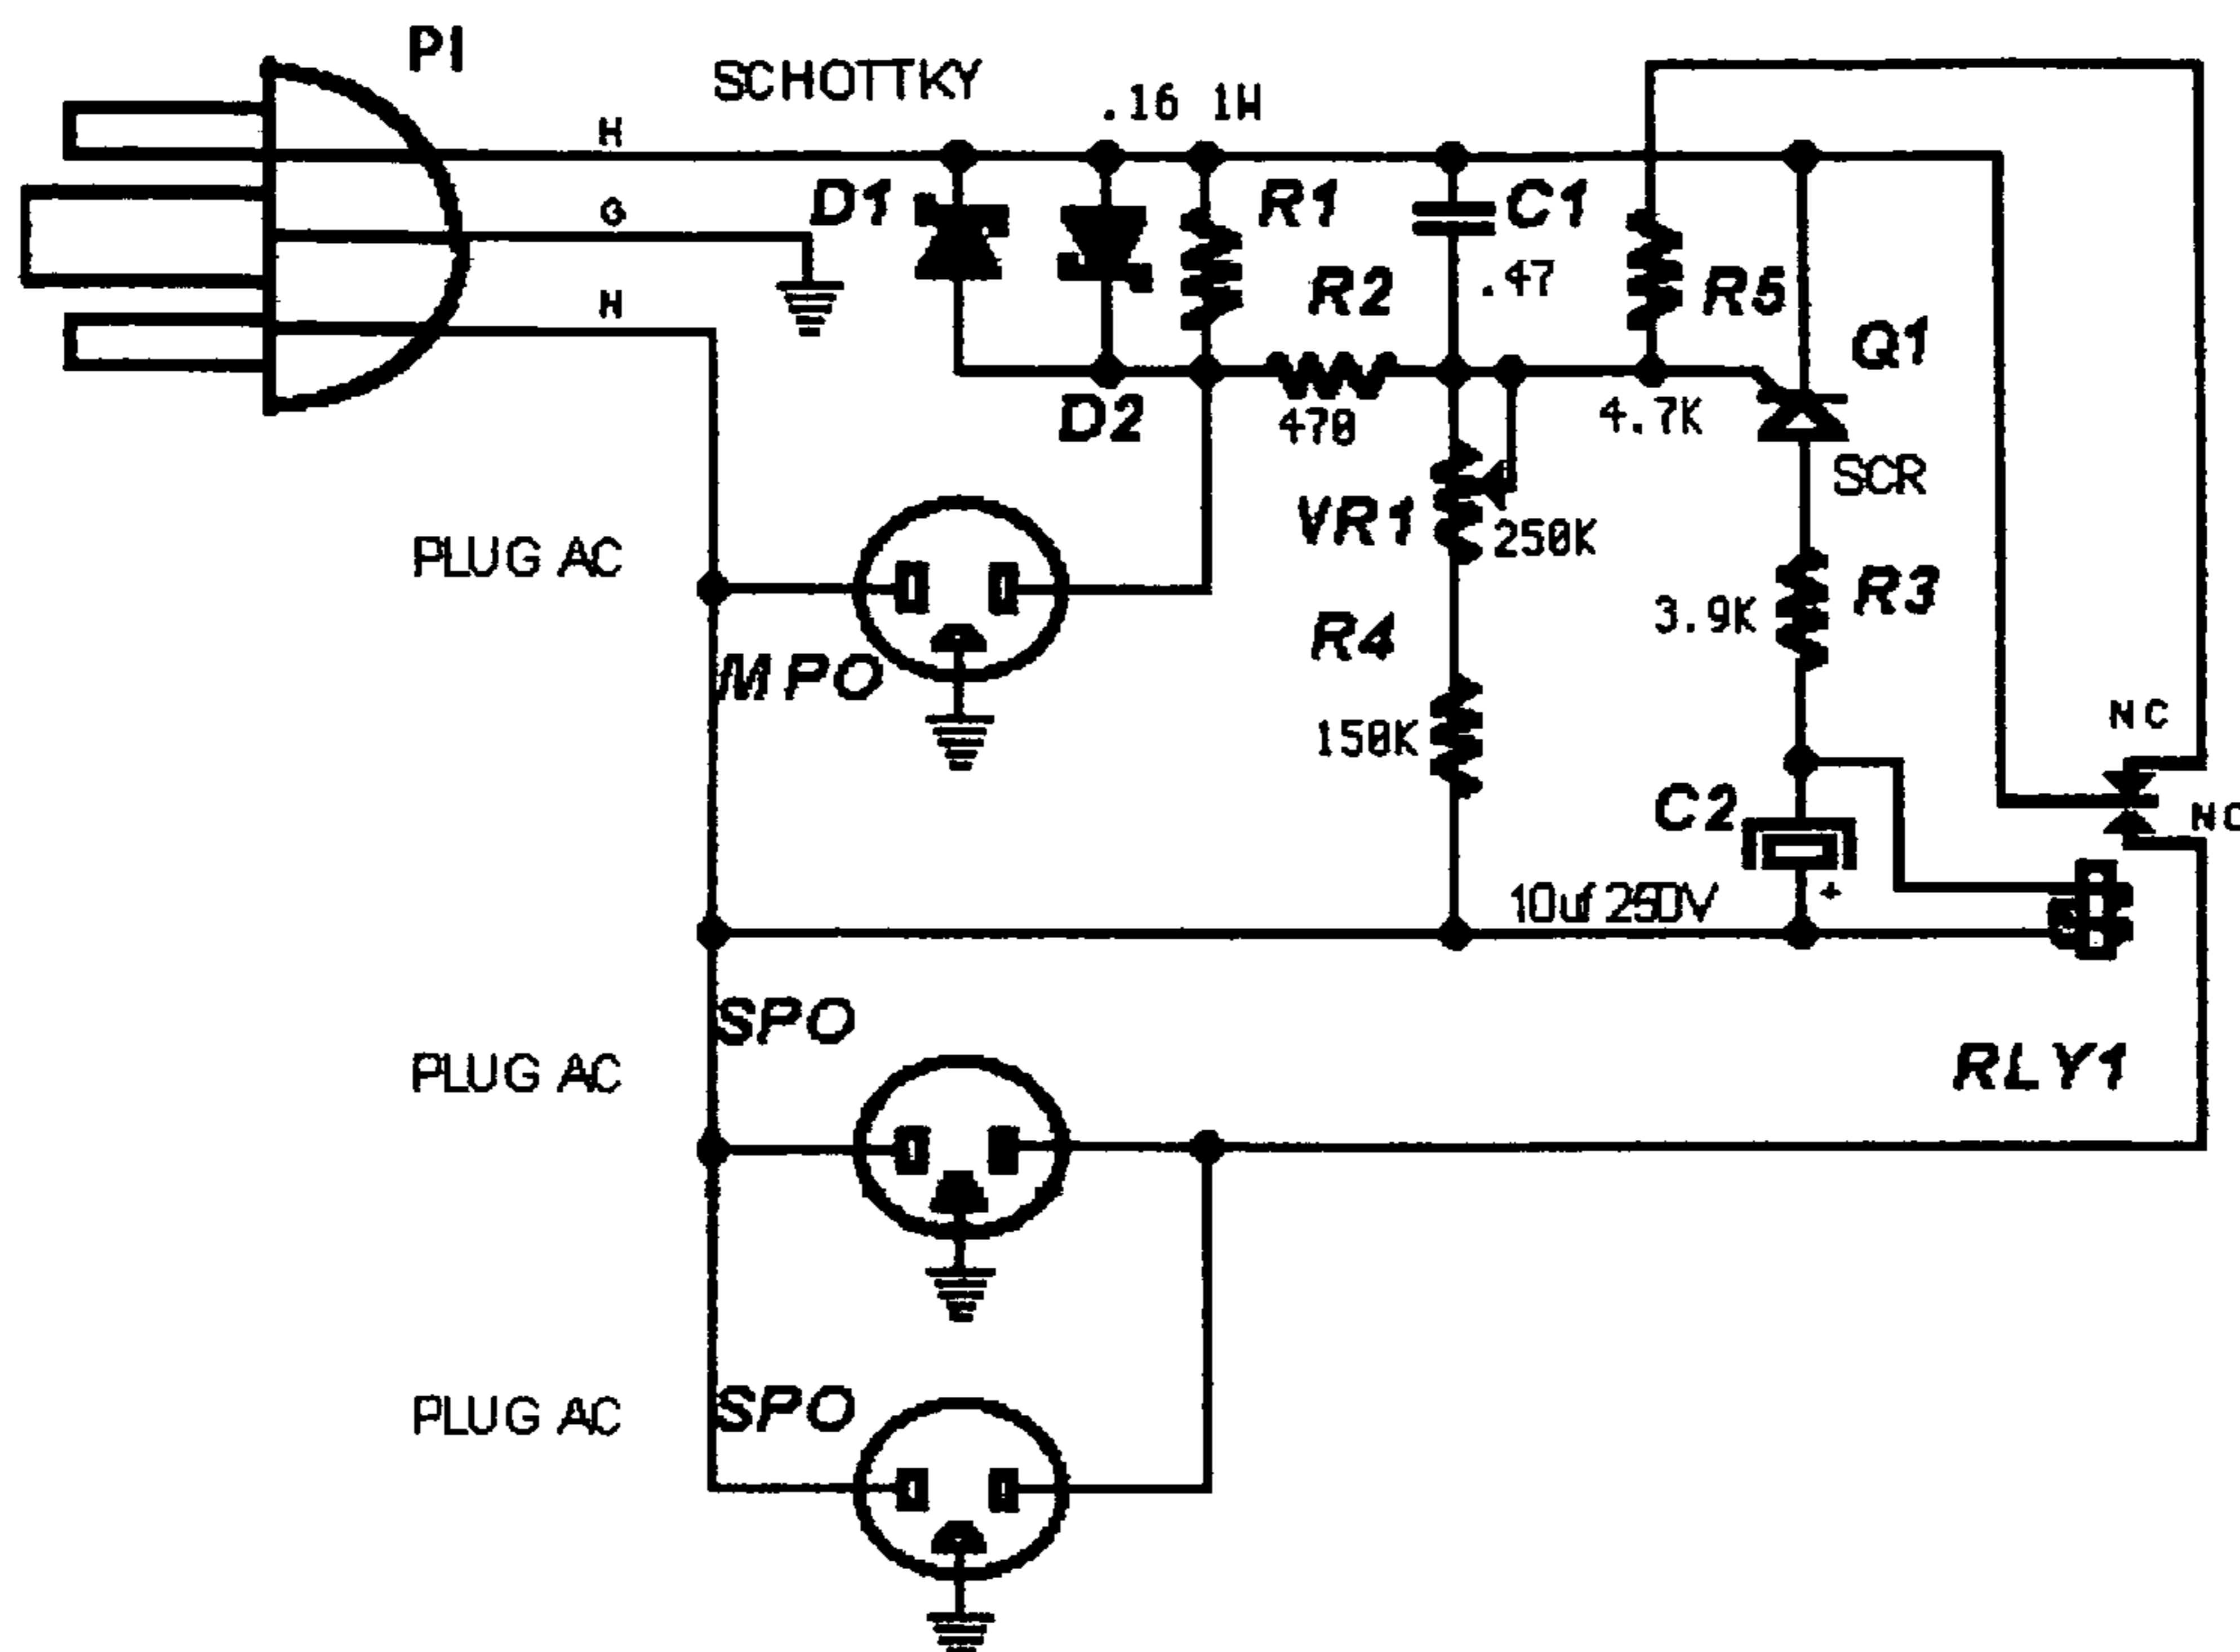 P1
SCHOTTKY
.16 1W
H
G
H
D1
R1
C1
.47
R2
R5
Q1
D2
470
4.7K
SCR
VR1
250K
PLUG AC
MPO
R4
150K
3.9K
R3
NC
C2
10uf 250V
+
SPO
PLUG AC
RLY1
SPO
PLUG AC